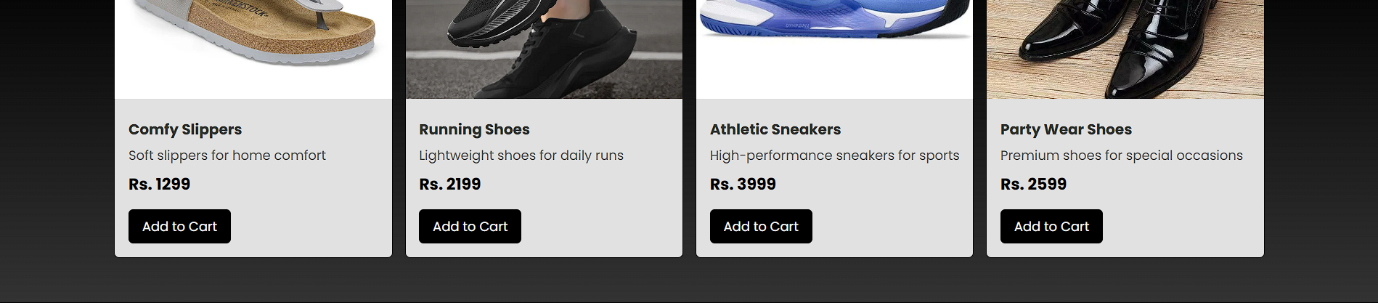 Comfy Slippers
Soft slippers for home comfort
Rs. 1299
Add to Cart
Running Shoes
Lightweight shoes for daily runs
Rs. 2199
Add to Cart
Athletic Sneakers
High-performance sneakers for sports
Rs. 3999
Add to Cart
Party Wear Shoes
Premium shoes for special occasions
Rs. 2599
Add to Cart